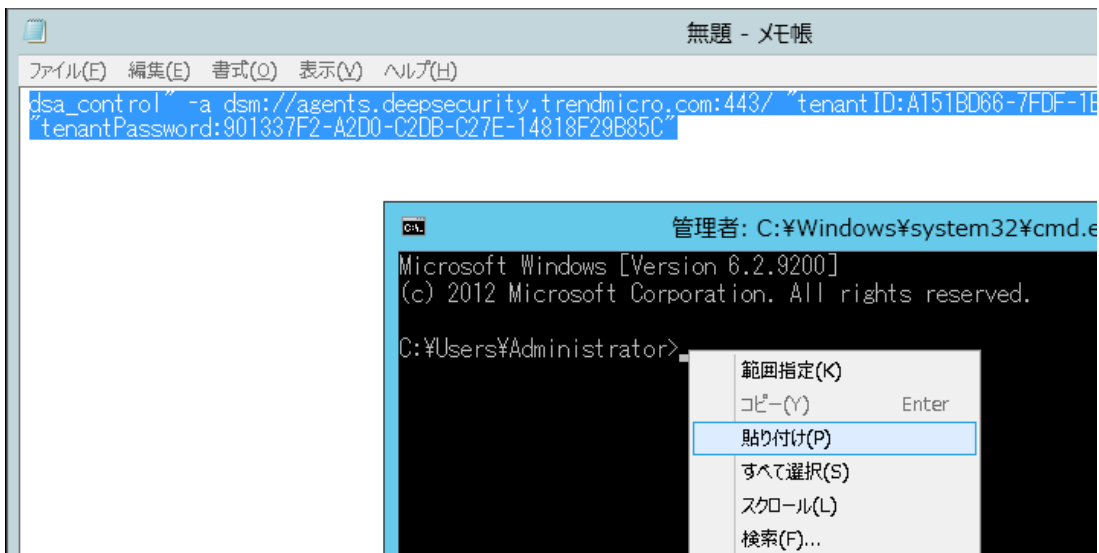 無題 - メモ帳
ファイル(F) 編集(E) 書式(O) 表示(V) ヘルプ(H)
dsa_control" -a dsm://agents.deepsecurity.trendmicro.com:443/ "tenantID:A151BD66-7FDF-1E
"tenantPassword:901337F2-A2D0-C2DB-C27E-14818F29B85C"
管理者: C:¥Windows¥system32¥cmd.e
Microsoft Windows [Version 6.2.9200]
(c) 2012 Microsoft Corporation. All rights reserved.
C:¥Users¥Administrator>
範囲指定(K)
コピー(Y) Enter
貼り付け(P)
すべて選択(S)
スクロール(L)
検索(F)...